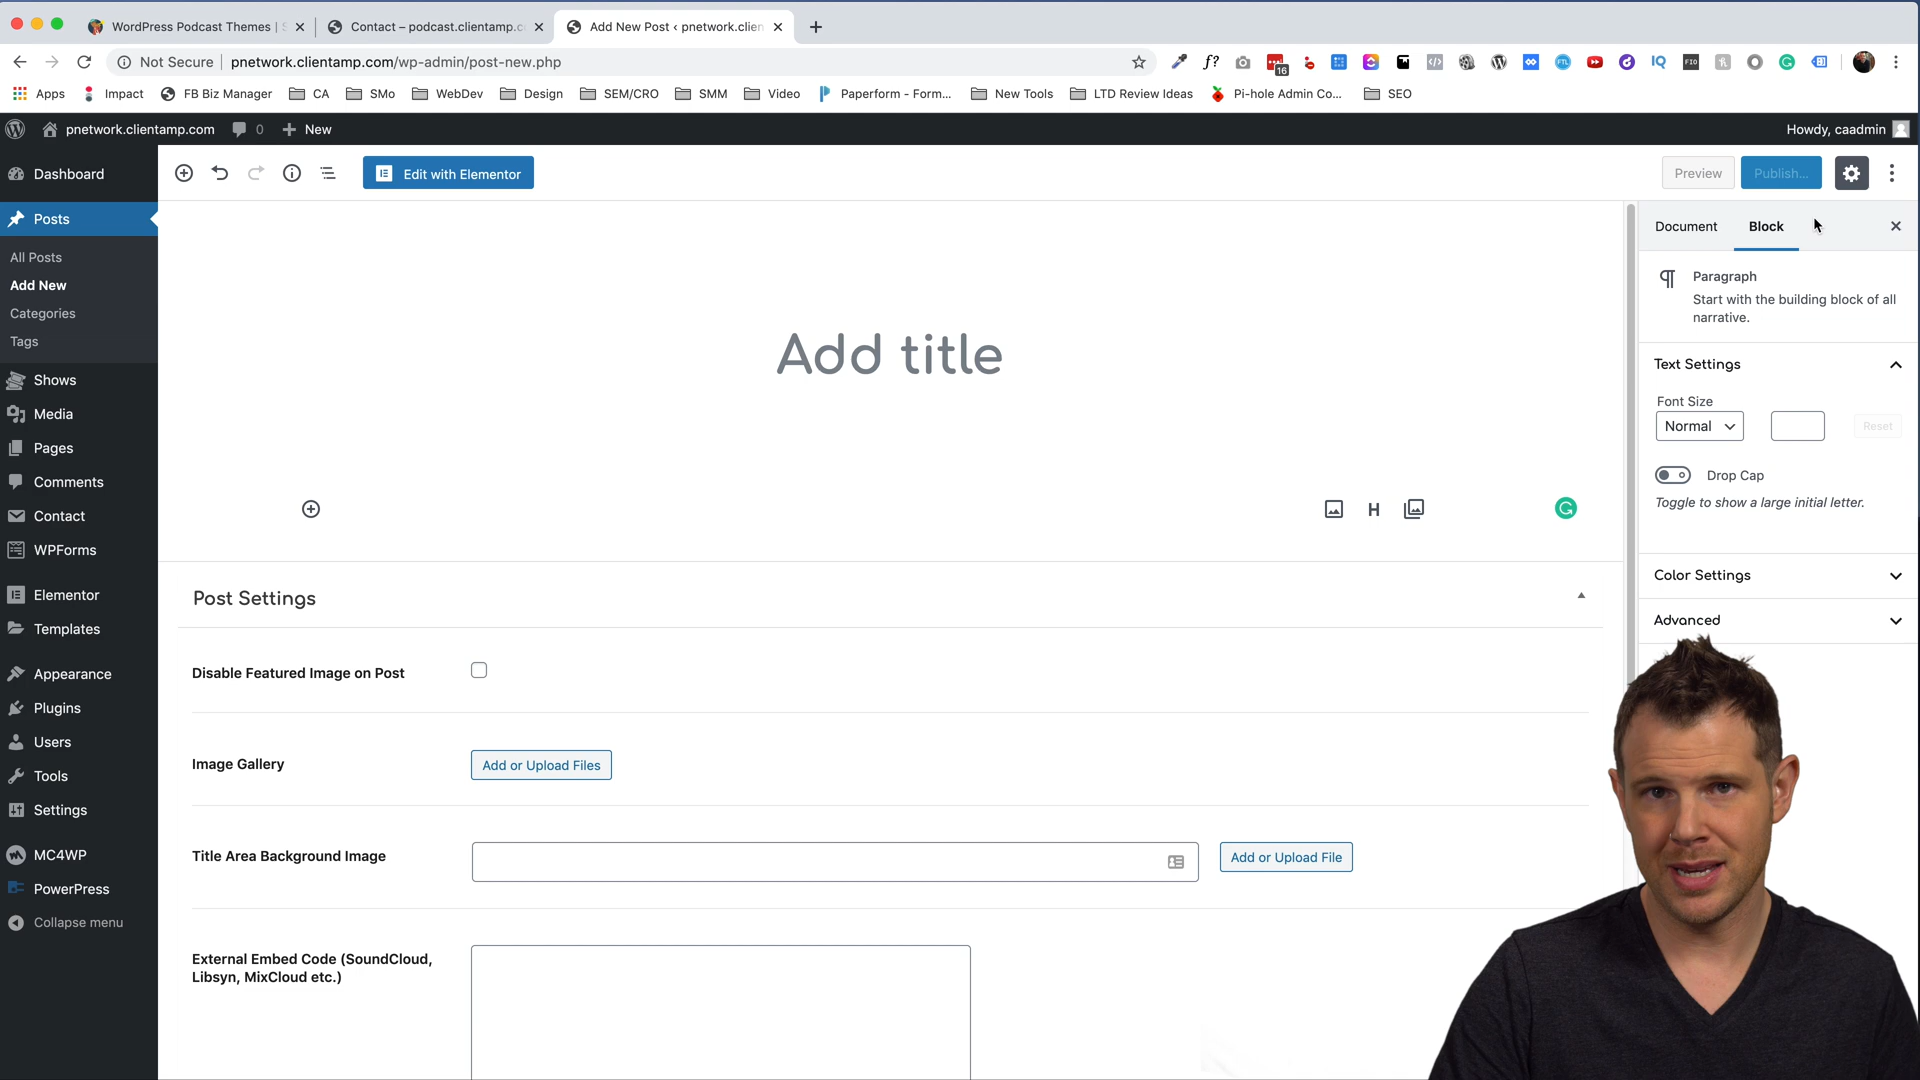 WordPress Podcast Themes | S
Contact – podcast.clientamp.c
Add New Post ‹ pnetwork.clien
Not Secure | pnetwork.clientamp.com/wp-admin/post-new.php
16
FTL
IQ
FIO
Apps
Impact
FB Biz Manager
CA
SMo
WebDev
Design
SEM/CRO
SMM
Video
Paperform - Form...
New Tools
LTD Review Ideas
Pi-hole Admin Co...
SEO
pnetwork.clientamp.com
0
New
Howdy, caadmin
Dashboard
Posts
All Posts
Add New
Categories
Tags
Shows
Media
Pages
Comments
Contact
WPForms
Elementor
Templates
Appearance
Plugins
Users
Tools
Settings
MC4WP
PowerPress
Collapse menu
Edit with Elementor
Preview
Publish...
Add title
H
Post Settings
Disable Featured Image on Post
Image Gallery
Add or Upload Files
Title Area Background Image
Add or Upload File
External Embed Code (SoundCloud,
Libsyn, MixCloud etc.)
Document
Block
Paragraph
Start with the building block of all
narrative.
Text Settings
Font Size
Normal
Reset
Drop Cap
Toggle to show a large initial letter.
Color Settings
Advanced